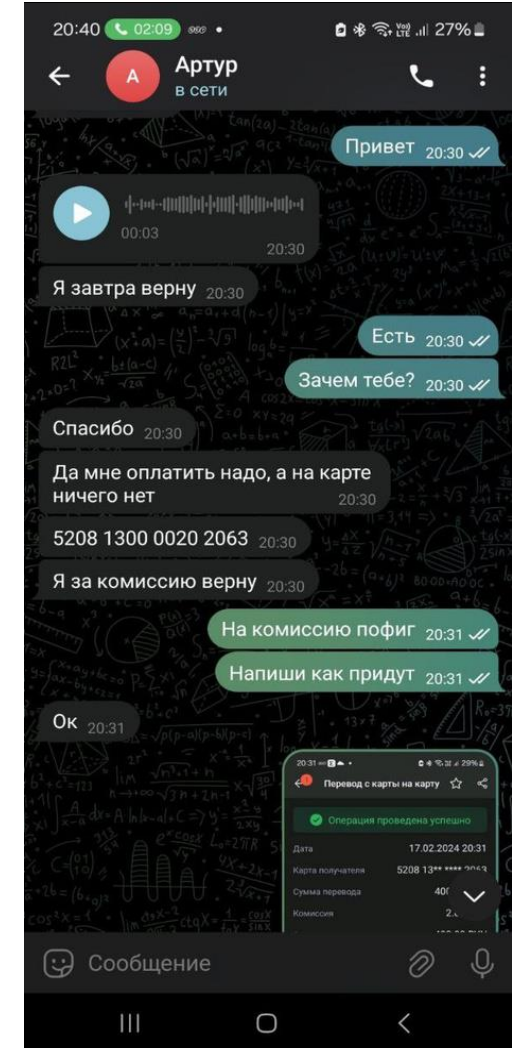 20:40 02:09 27%
А Артур
в сети
Привет 20:30
00:03 20:30
Я завтра верну 20:30
Есть 20:30
Зачем тебе? 20:30
Спасибо 20:30
Да мне оплатить надо, а на карте
ничего нет 20:30
5208 1300 0020 2063 20:30
Я за комиссию верну 20:30
На комиссию пофиг 20:31
Напиши как придут 20:31
Ок 20:31
20:31 29%
Перевод с карты на карту
Операция проведена успешно
Дата 17.02.2024 20:31
Карта получателя 5208 13** **** 2063
Сумма перевода
Комиссия
Сообщение